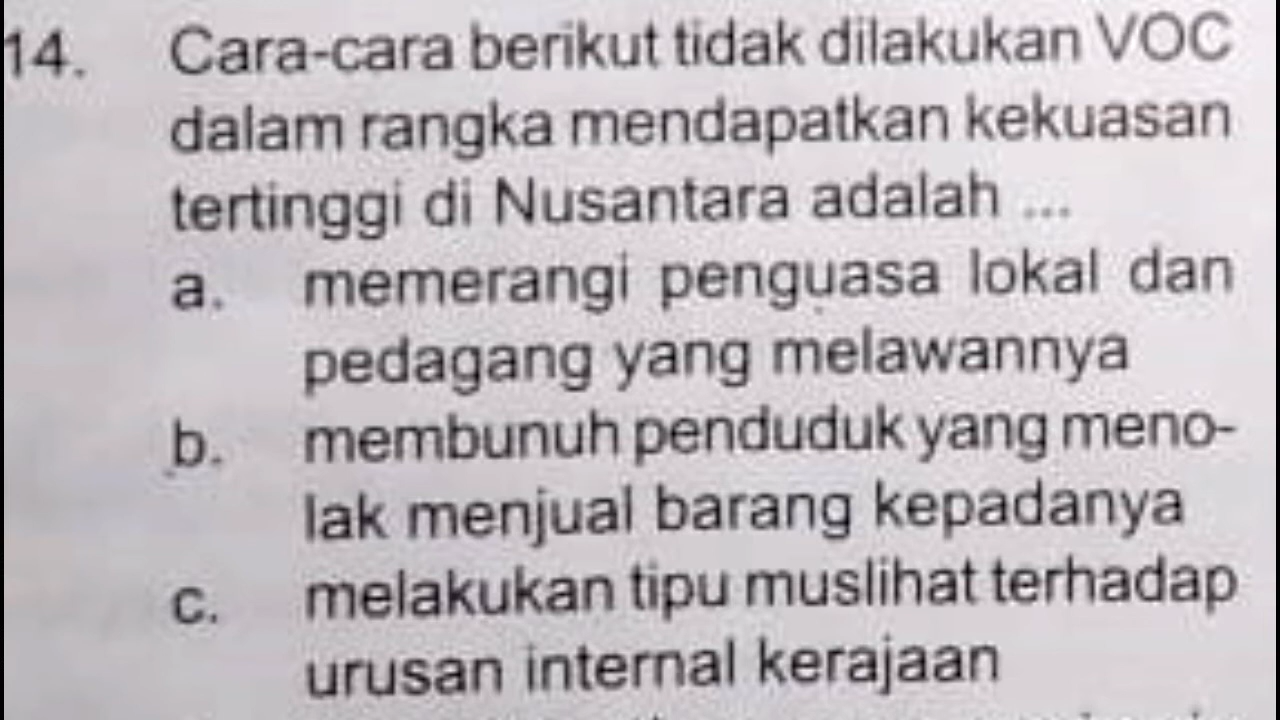 14. Cara-cara berikut tidak dilakukan VOC
dalam rangka mendapatkan kekuasan
tertinggi di Nusantara adalah ...
a. memerangi penguasa lokal dan
pedagang yang melawannya
b. membunuh penduduk yang meno-
lak menjual barang kepadanya
c. melakukan tipu muslihat terhadap
urusan internal kerajaan